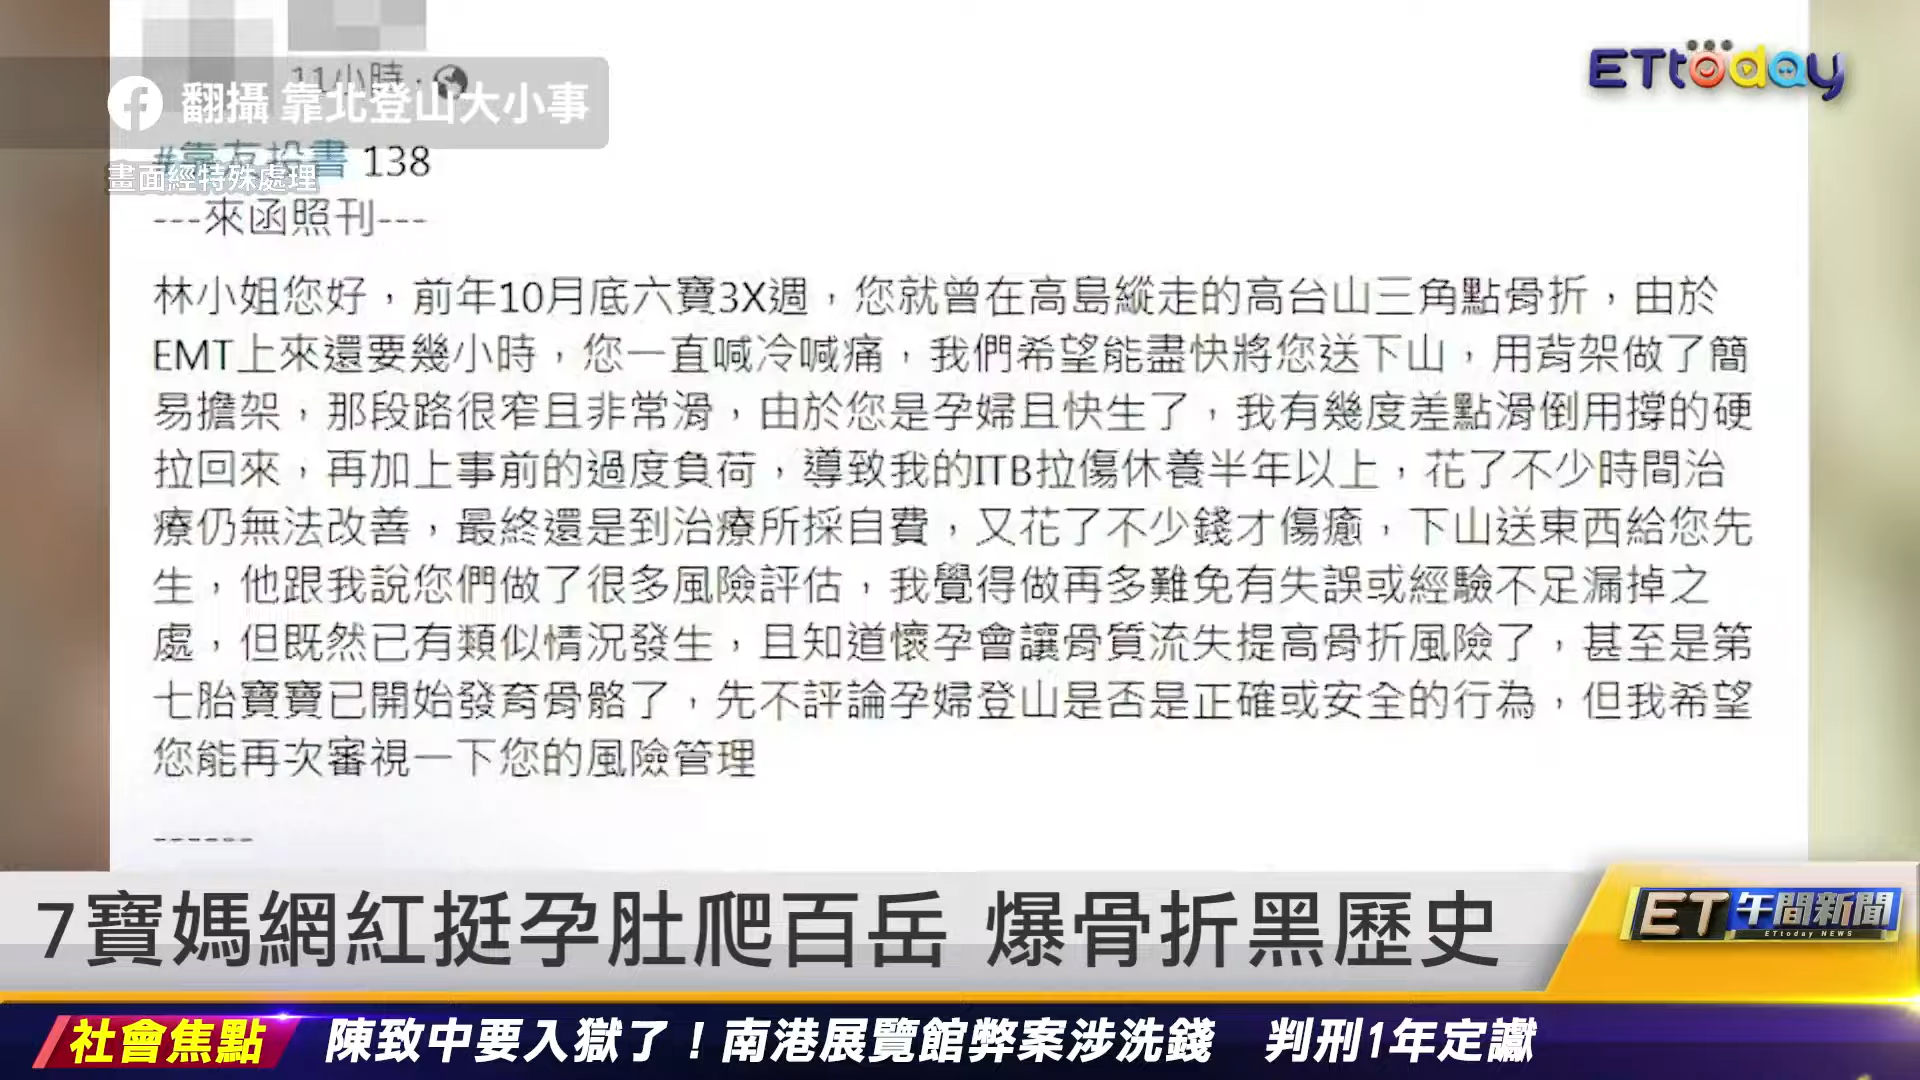 11小時
翻攝 靠北登山大小事
ETtoday
#靠友投書 138
畫面經特殊處理
---來函照刊---
林小姐您好，前年10月底六寶3X週，您就曾在高島縱走的高台山三角點骨折，由於
EMT上來還要幾小時，您一直喊冷喊痛，我們希望能盡快將您送下山，用背架做了簡
易擔架，那段路很窄且非常滑，由於您是孕婦且快生了，我有幾度差點滑倒用撐的硬
拉回來，再加上事前的過度負荷，導致我的ITB拉傷休養半年以上，花了不少時間治
療仍無法改善，最終還是到治療所採自費，又花了不少錢才傷癒，下山送東西給您先
生，他跟我說您們做了很多風險評估，我覺得做再多難免有失誤或經驗不足漏掉之
處，但既然已有類似情況發生，且知道懷孕會讓骨質流失提高骨折風險了，甚至是第
七胎寶寶已開始發育骨骼了，先不評論孕婦登山是否是正確或安全的行為，但我希望
您能再次審視一下您的風險管理
------
7寶媽網紅挺孕肚爬百岳 爆骨折黑歷史
ET午間新聞
ETtoday NEWS
社會焦點
陳致中要入獄了！南港展覽館弊案涉洗錢 判刑1年定讞